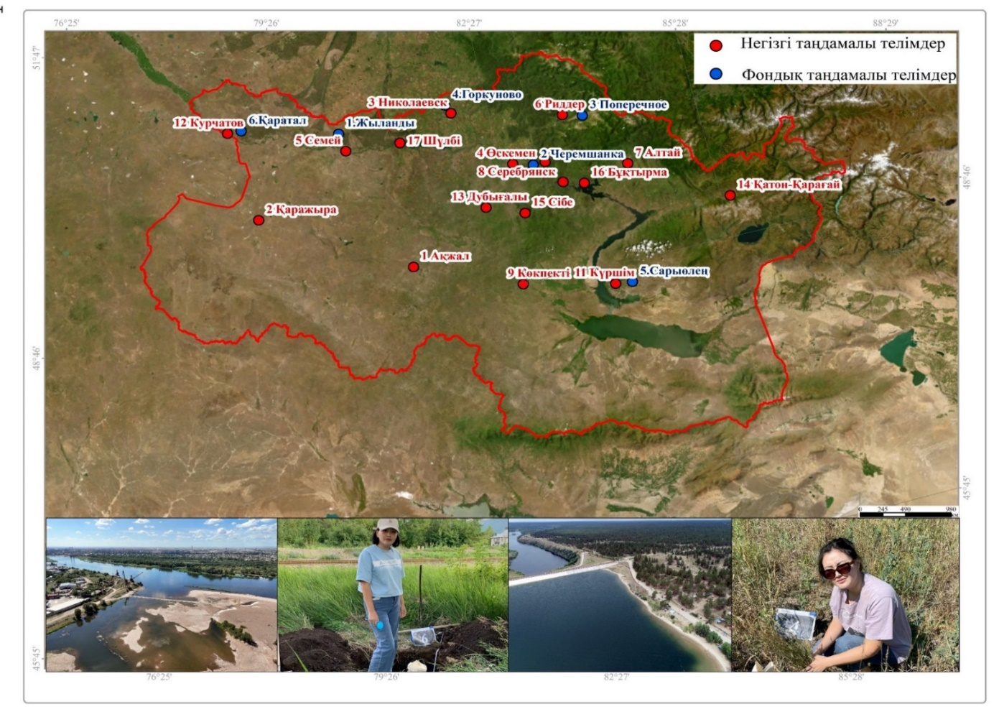 н
76°25'
79°26'
82°27'
85°28'
88°29'
51°47'
Негізгі таңдамалы телімдер
Фондық таңдамалы телімдер
4.Горкуново
3 Николаевск
6 Риддер
3 Поперечное
12 Курчатов
6.Қаратал
1.Жыланды
5 Семей
17 Шүлбі
4 Өскемен
2 Черемшанка
7 Алтай
8 Серебрянск
16 Бұқтырма
48°46'
14 Қатон-Қарағай
13 Дубығалы
15 Сібе
2 Қаражыра
1 Ақжал
9 Көкпекті
11 Күршім
5.Сарыөлең
48°46'
45°45'
0 245 490 980
45°45'
76°25'
79°26'
82°27'
85°28'